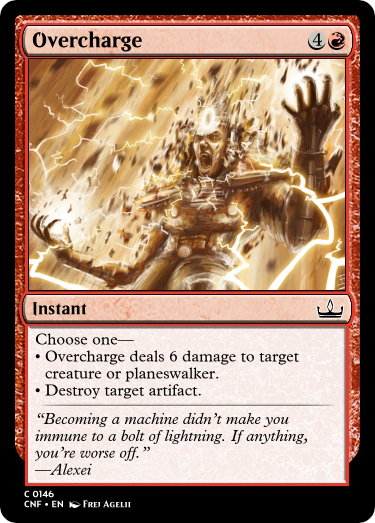 Overcharge 4
Instant
Choose one—
• Overcharge deals 6 damage to target
creature or planeswalker.
• Destroy target artifact.
“Becoming a machine didn’t make you
immune to a bolt of lightning. If anything,
you’re worse off.”
—Alexei
C 0146
CNF • EN Frej Agelii